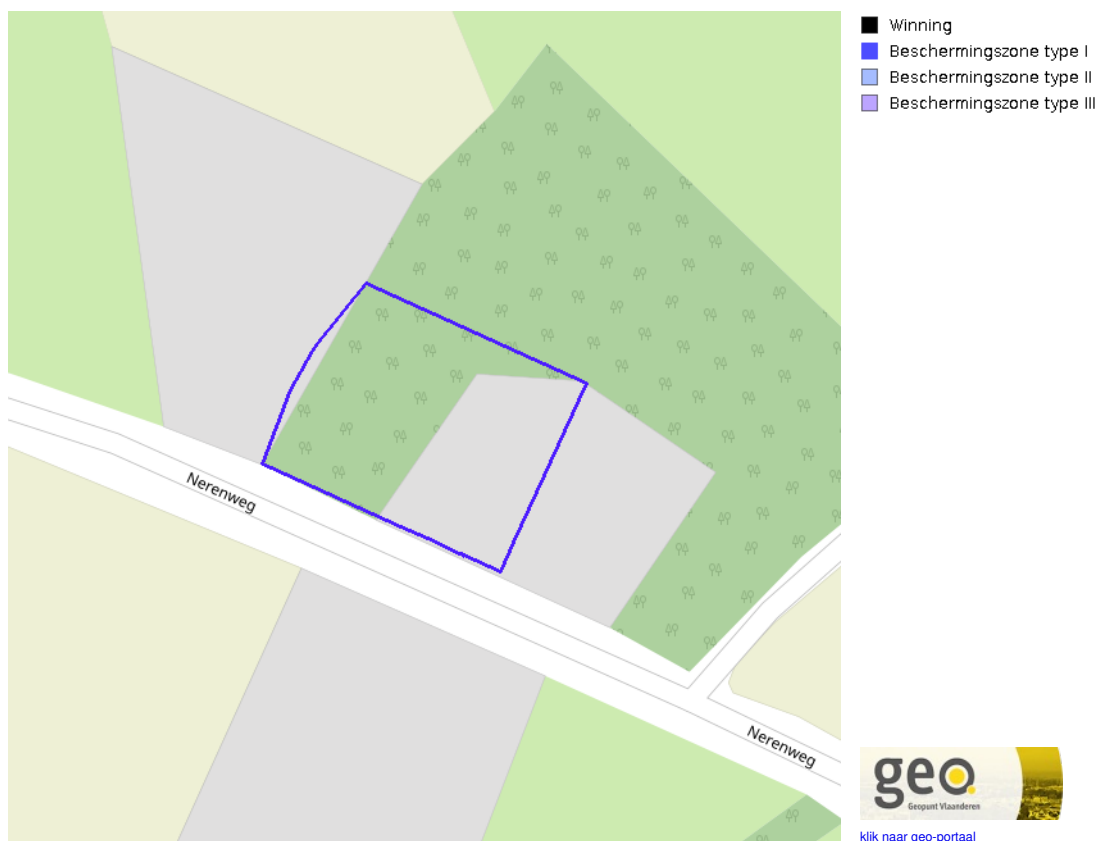 Winning
Beschermingszone type I
Beschermingszone type II
Beschermingszone type III
Nerenweg
Nerenweg
geo
Geopunt Vlaanderen
klik naar geo-portaal